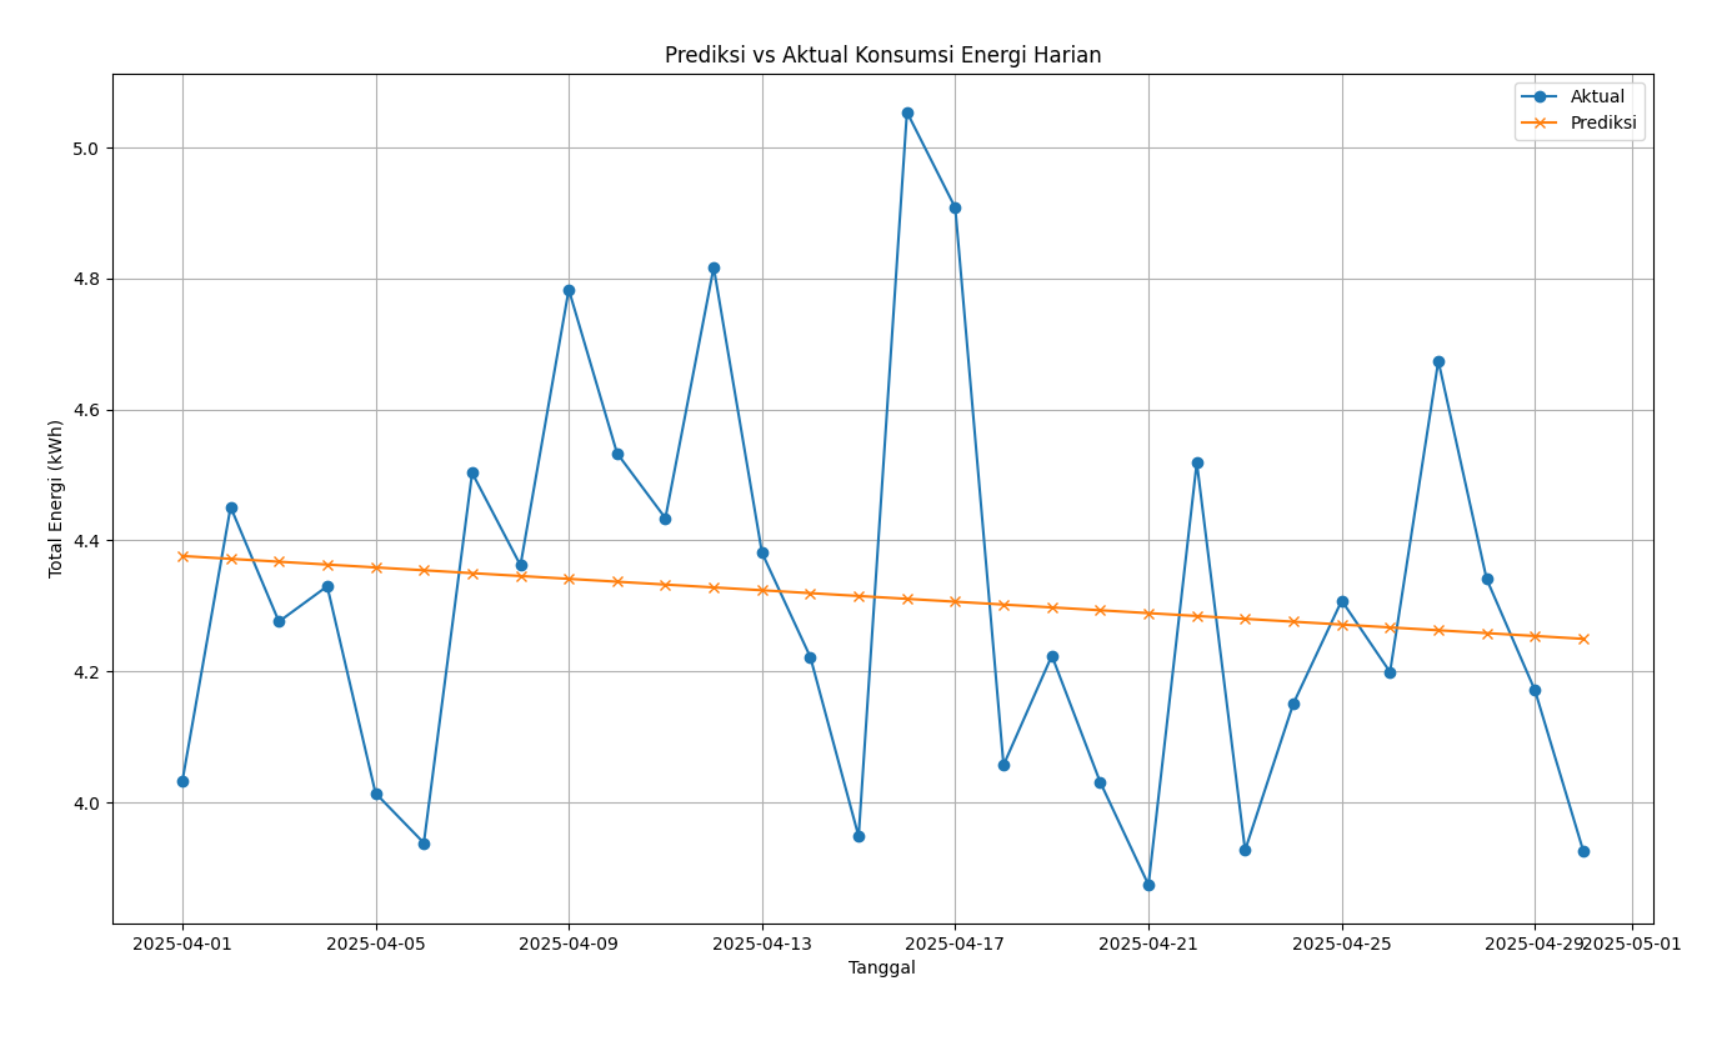 Prediksi vs Aktual Konsumsi Energi Harian
Aktual
Prediksi
Total Energi (kWh)
5.0
4.8
4.6
4.4
4.2
4.0
2025-04-01 2025-04-05 2025-04-09 2025-04-13 2025-04-17 2025-04-21 2025-04-25 2025-04-29 2025-05-01
Tanggal